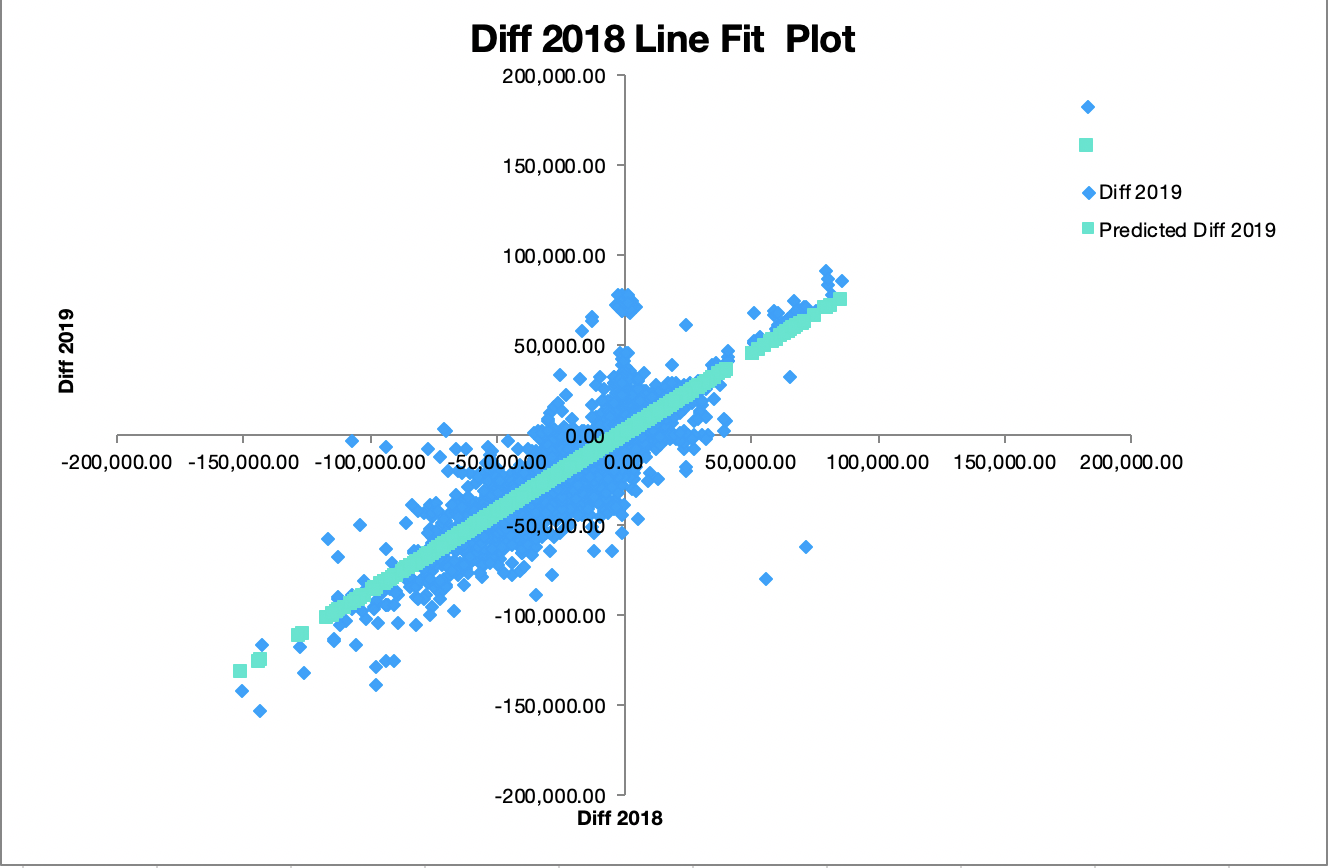 Diff 2018 Line Fit  Plot
200,000.00
150,000.00
Diff 2019
Predicted Diff 2019
100,000.00
50,000.00
Diff 2019
0.00
-200,000.00 -150,000.00 -100,000.00 -50,000.00 0.00 50,000.00 100,000.00 150,000.00 200,000.00
-50,000.00
-100,000.00
-150,000.00
-200,000.00
Diff 2018